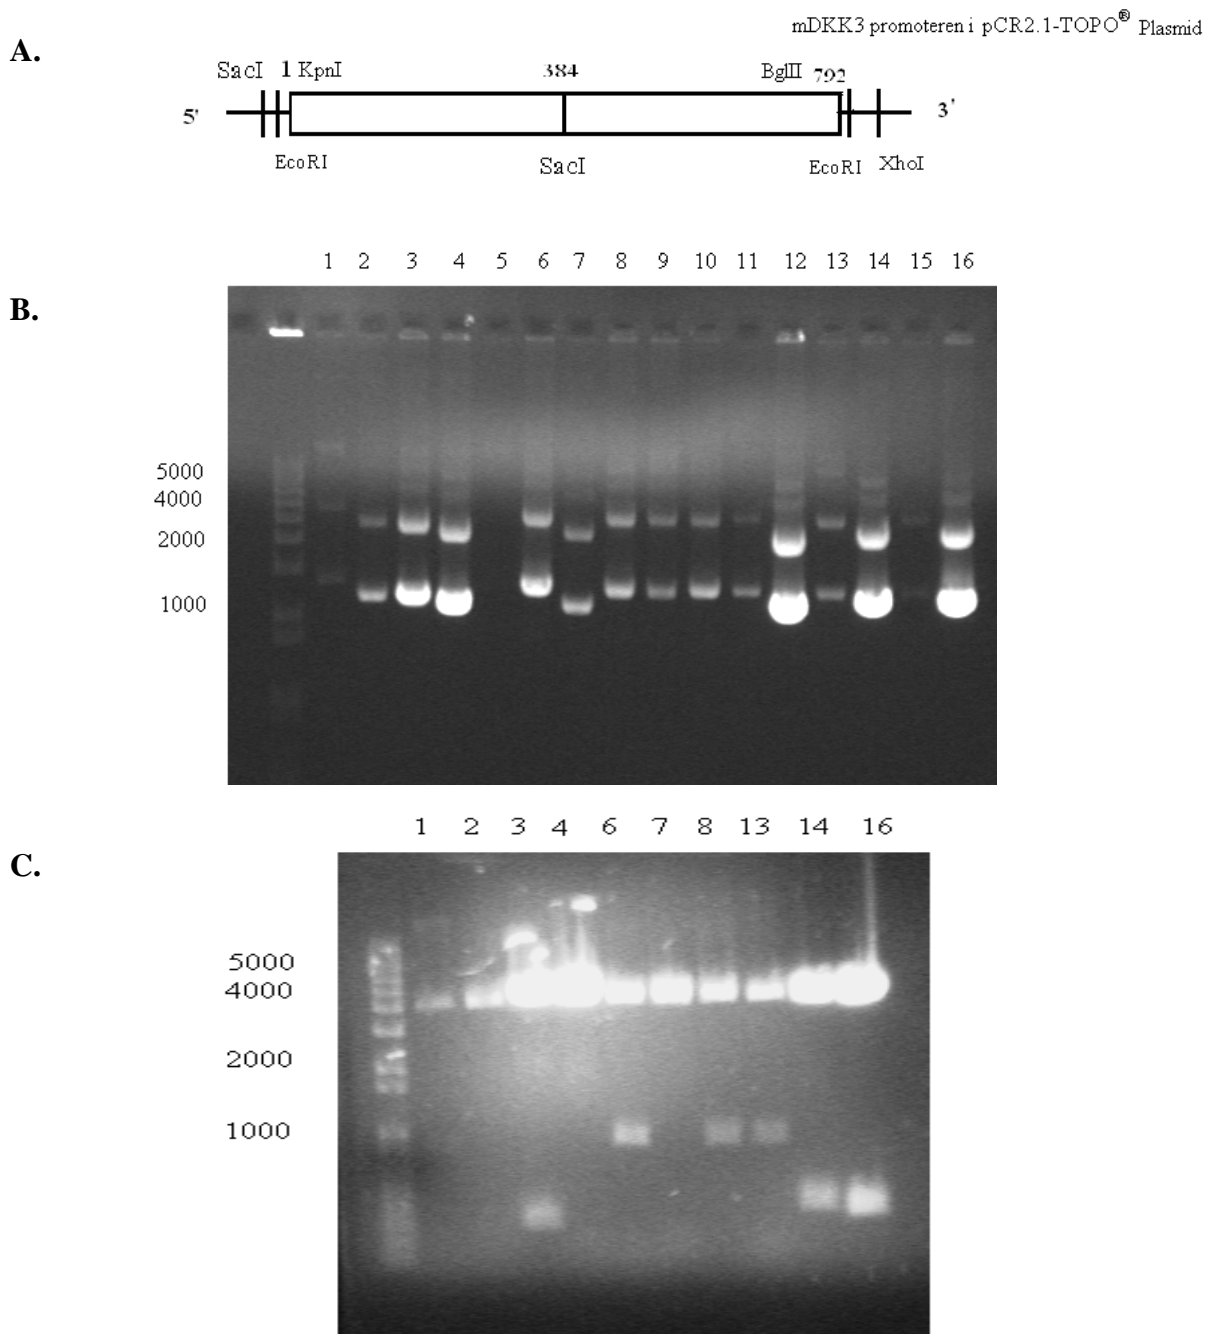 mDKK3 promoteren i pCR2.1-TOPO® Plasmid
A.
SacI 1 KpnI 384 BglII 792
5' 3'
EcoRI SacI EcoRI XhoI
1 2 3 4 5 6 7 8 9 10 11 12 13 14 15 16
B.
5000
4000
2000
1000
1 2 3 4 6 7 8 13 14 16
C.
5000
4000
2000
1000